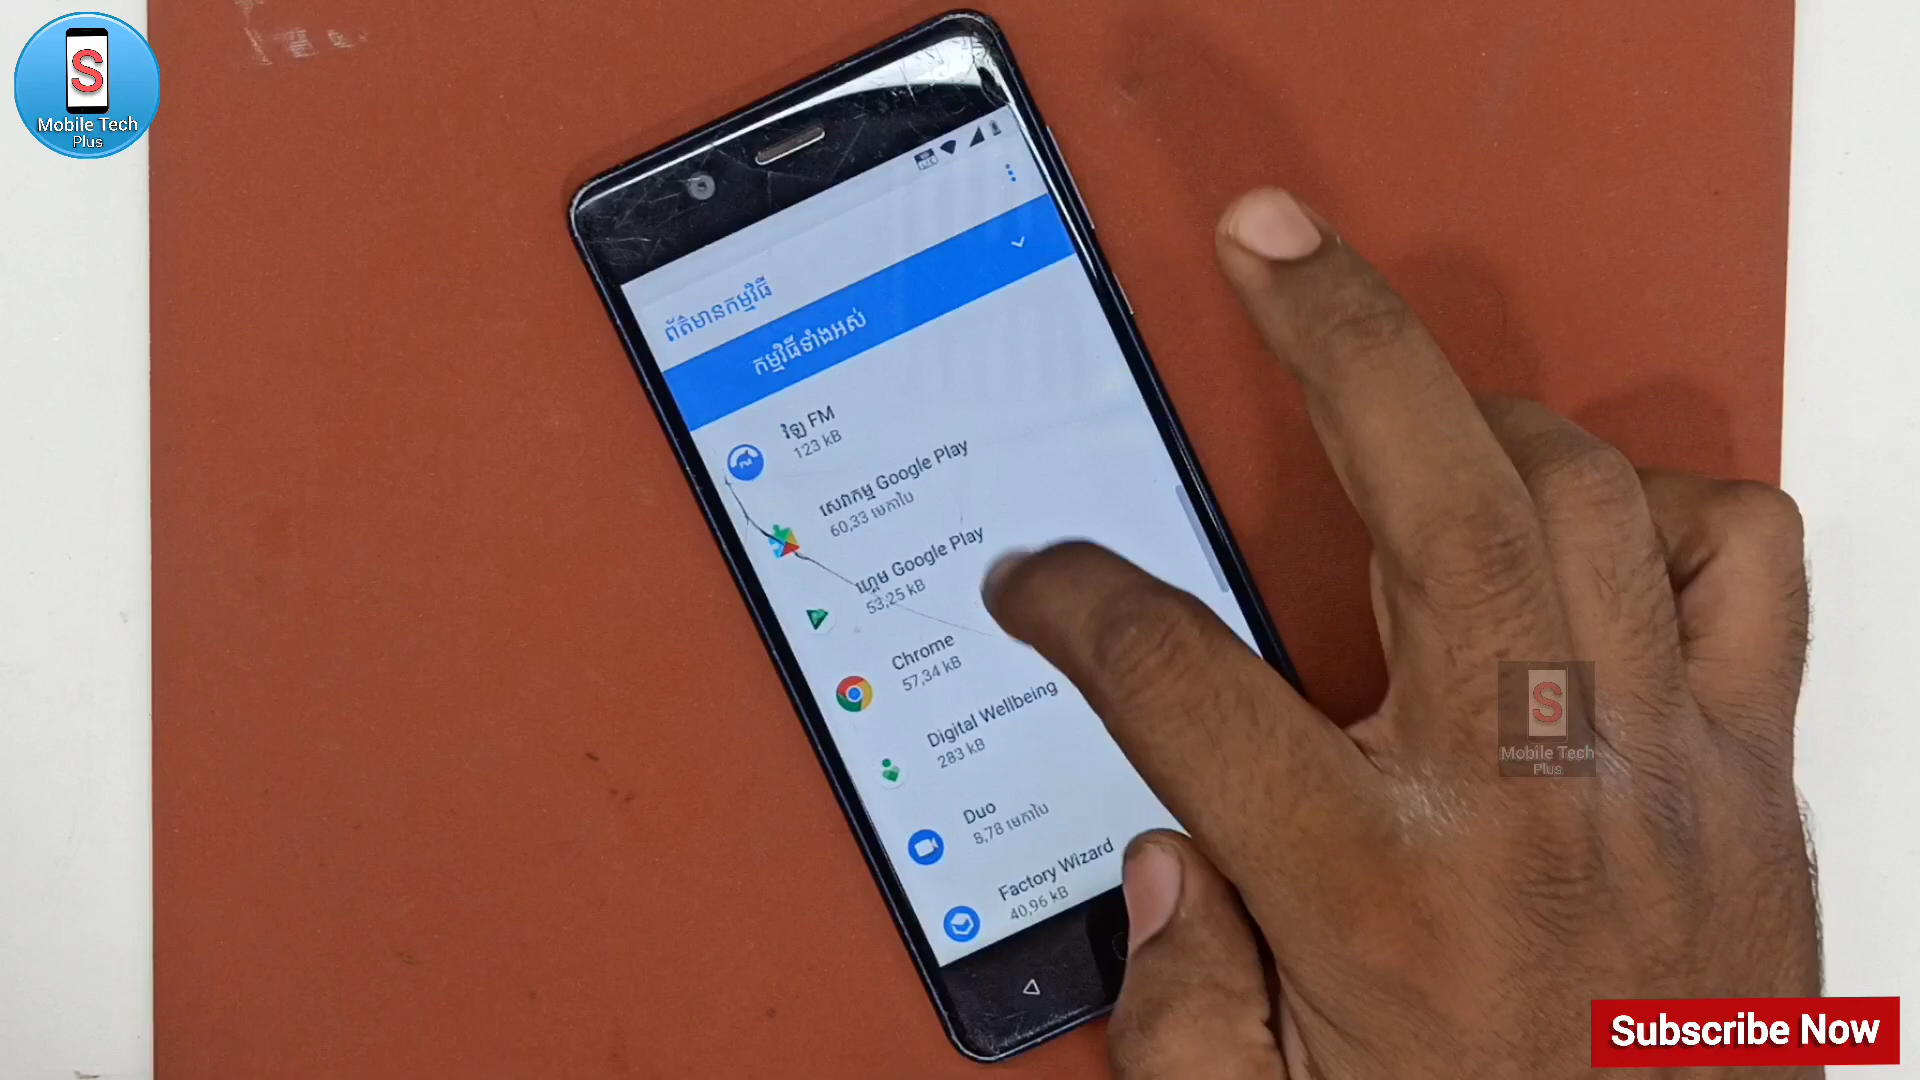 S
Mobile Tech
Plus
ព័ត៌មានកម្មវិធី
កម្មវិធីទាំងអស់
វិទ្យុ FM
123 kB
សេវាកម្ម Google Play
60,33 មេកាបៃ
ហ្គេម Google Play
53,25 kB
Chrome
57,34 kB
Digital Wellbeing
283 kB
Duo
8,78 មេកាបៃ
Factory Wizard
40,96 kB
S
Mobile Tech
Plus
Subscribe Now